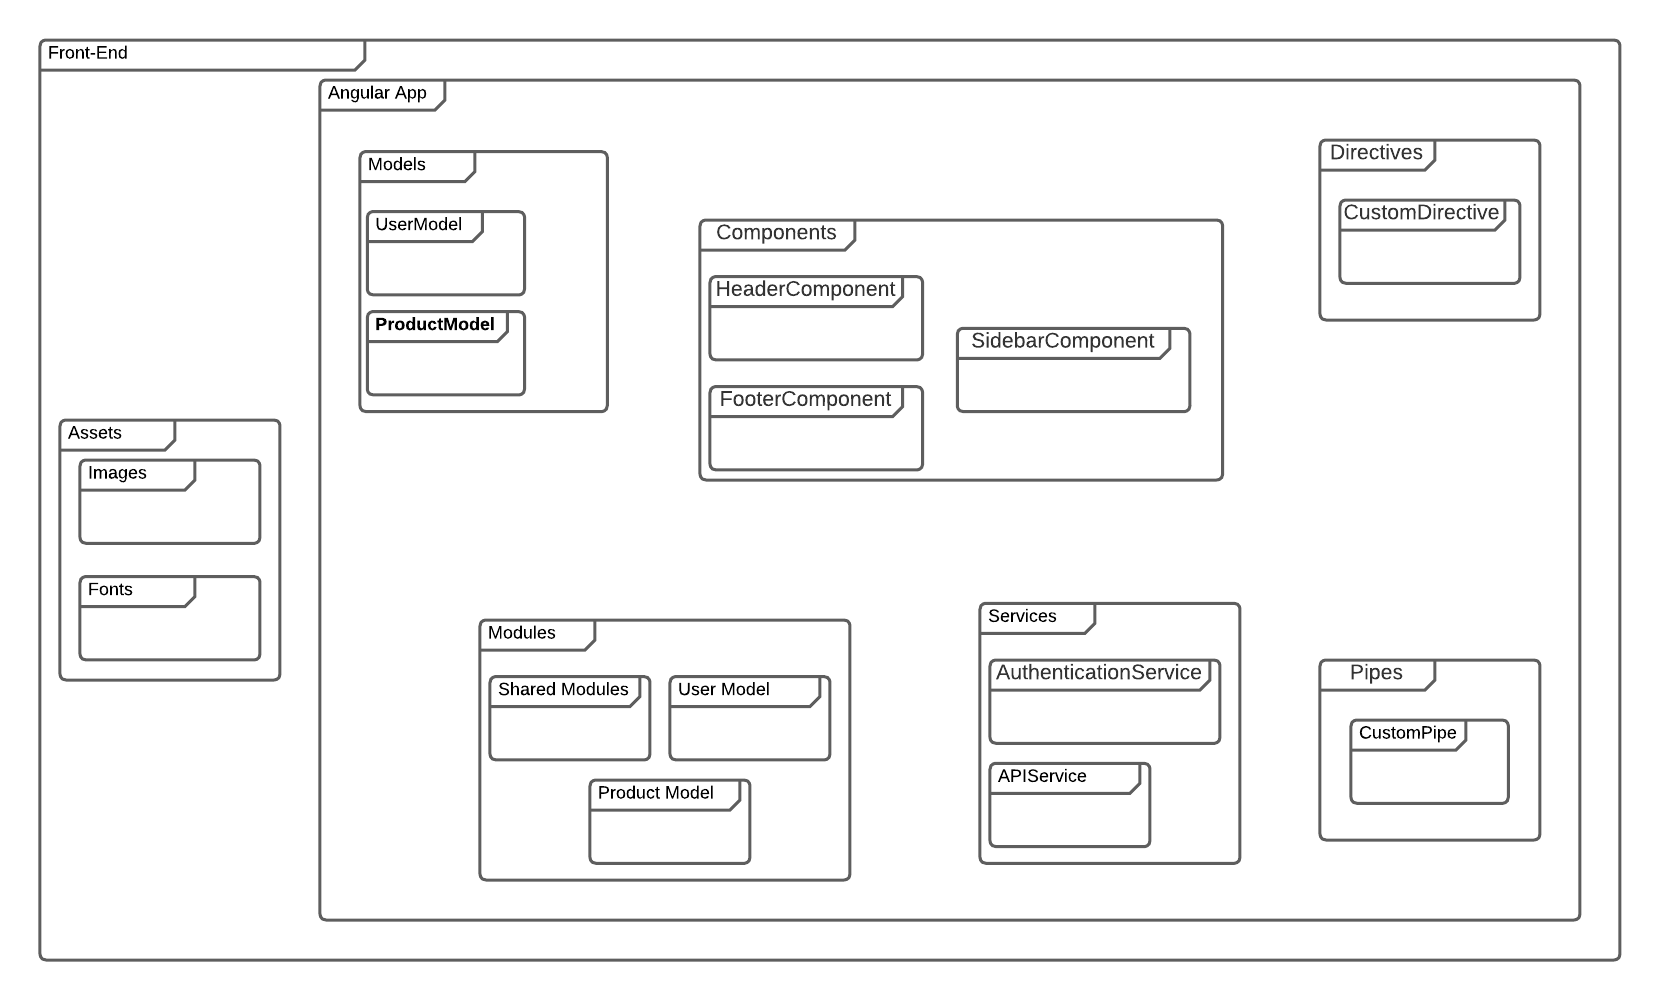 Front-End
Angular App
Models
UserModel
ProductModel
Components
HeaderComponent
SidebarComponent
FooterComponent
Directives
CustomDirective
Assets
Images
Fonts
Modules
Shared Modules
User Model
Product Model
Services
AuthenticationService
APIService
Pipes
CustomPipe